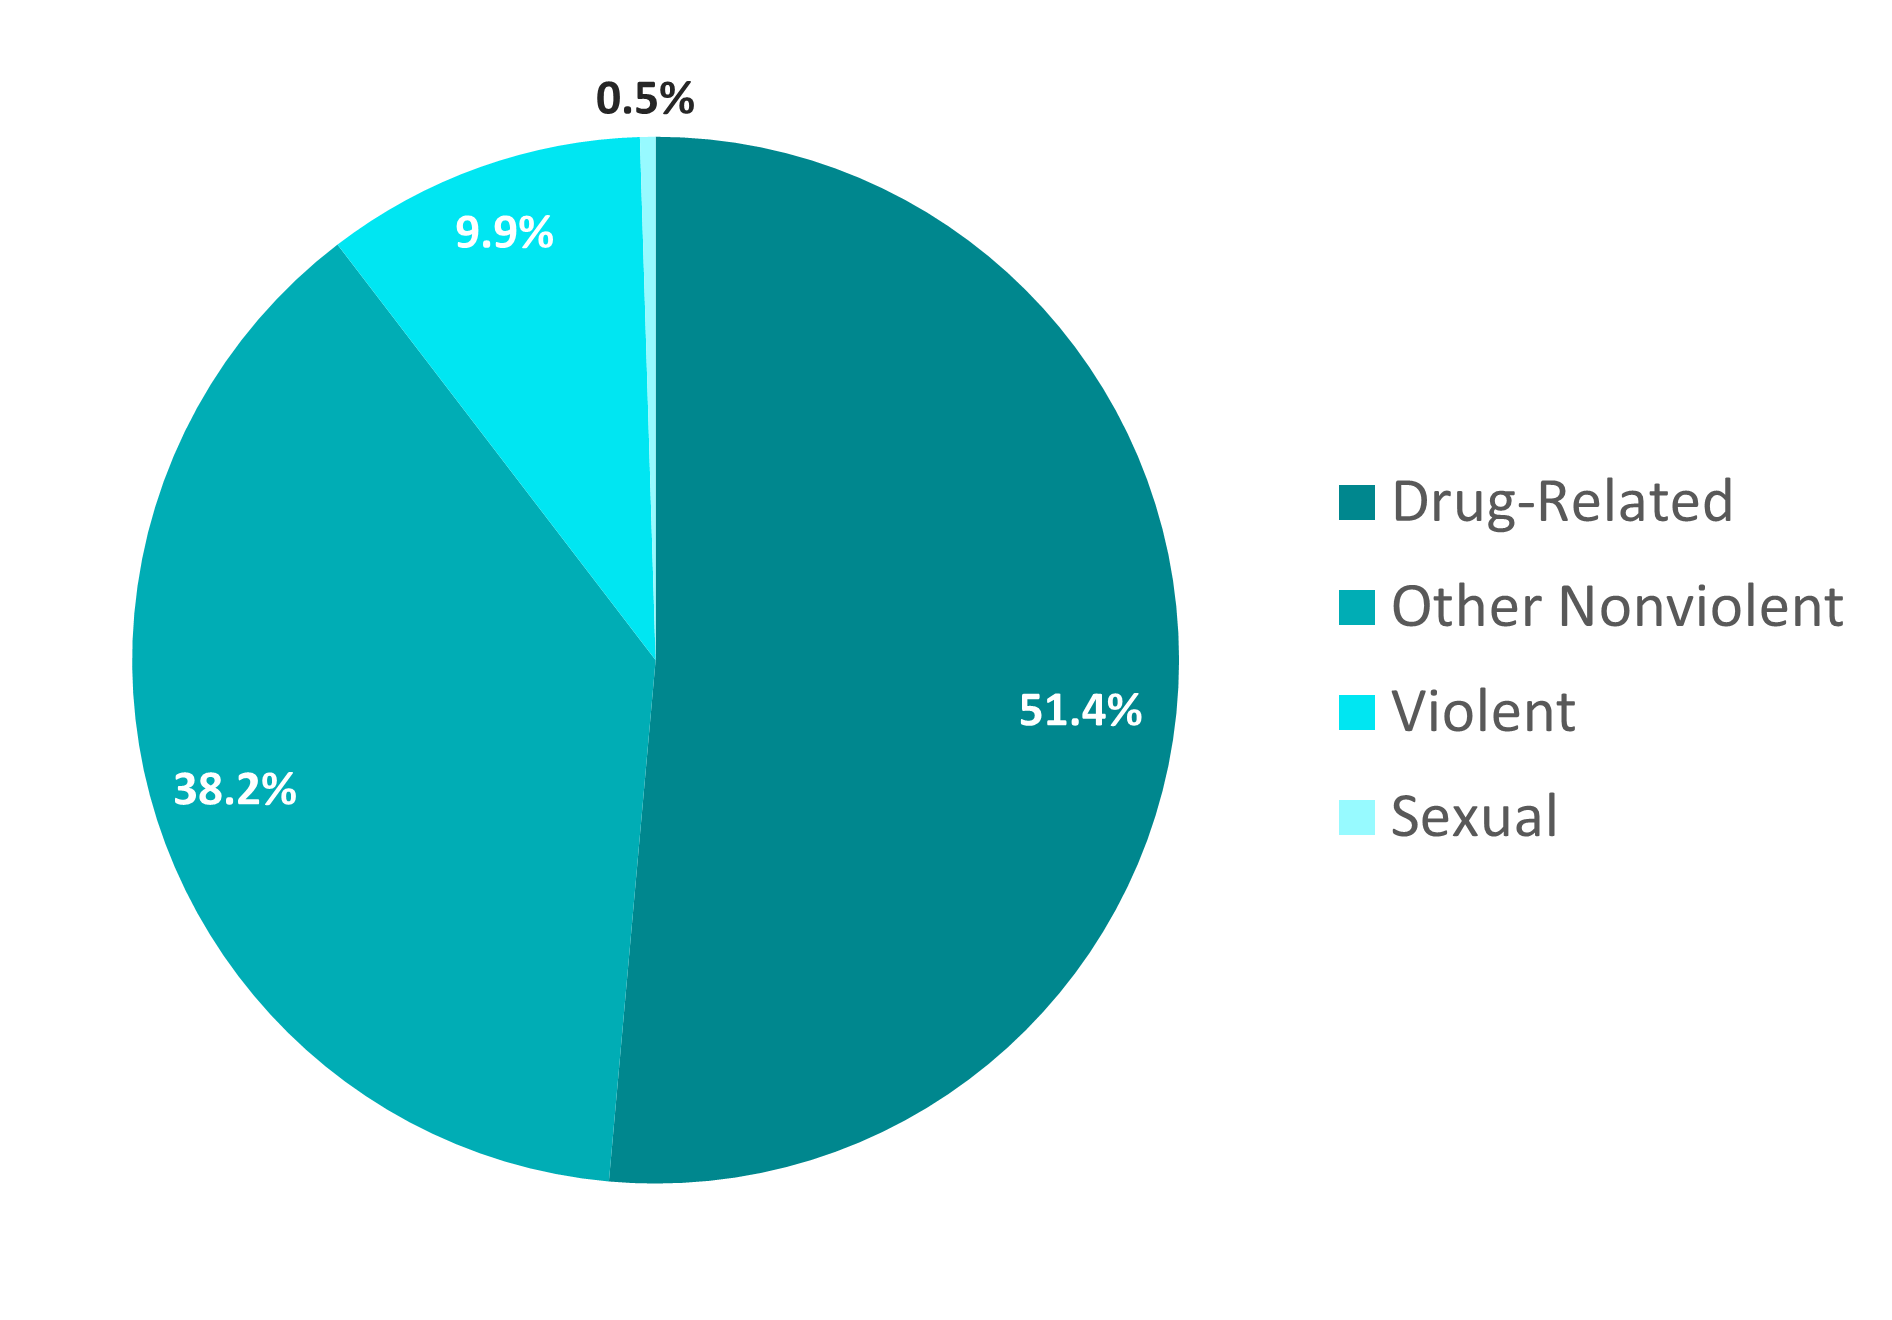 0.5%
9.9%
51.4%
38.2%
Drug-Related
Other Nonviolent
Violent
Sexual